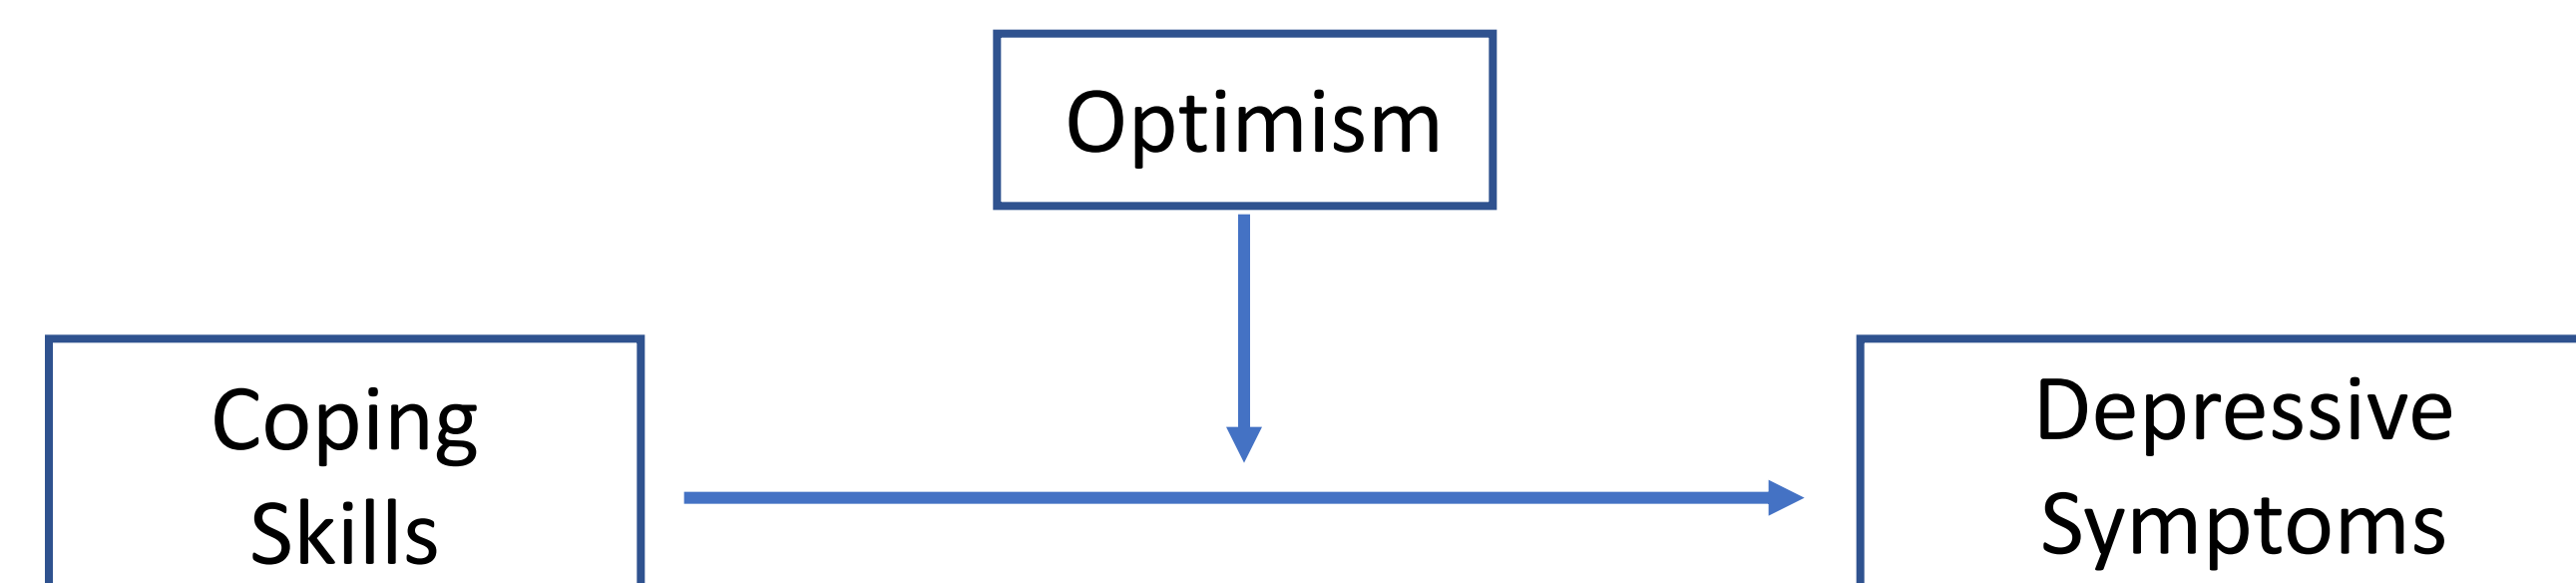 Optimism
Coping
Skills
Depressive
Symptoms